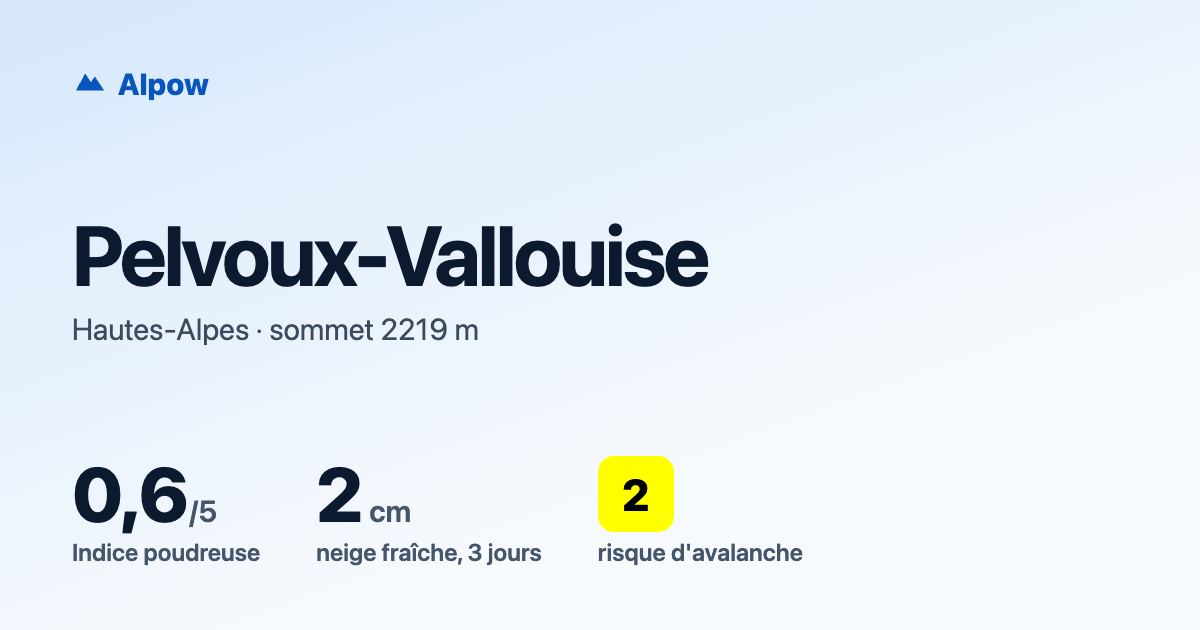 Alpow
Pelvoux-Vallouise
Hautes-Alpes · sommet 2219 m
0,6/5
Indice poudreuse
2 cm
neige fraîche, 3 jours
2
risque d'avalanche